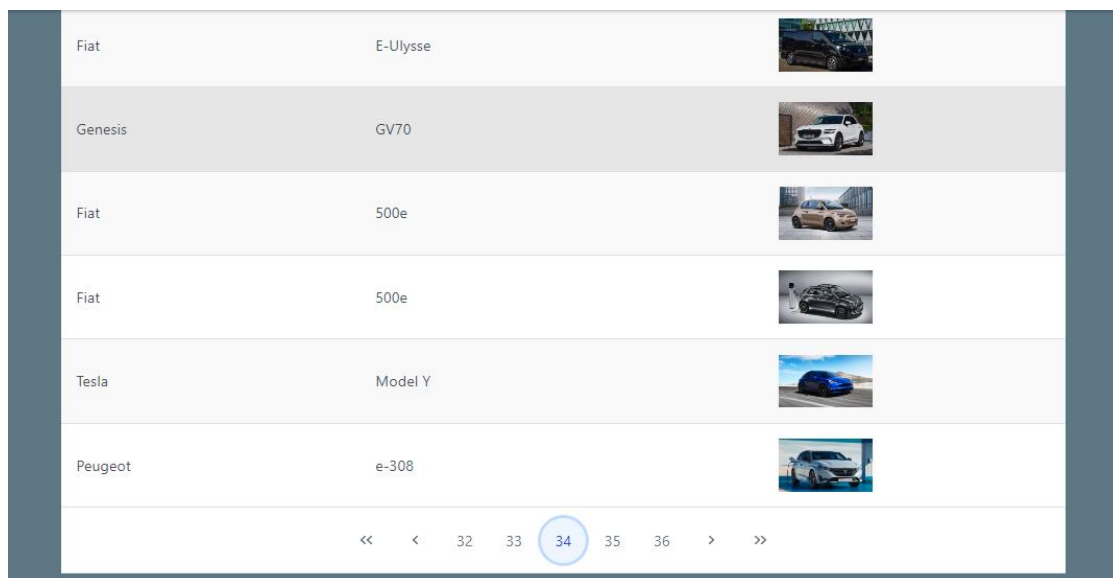 Fiat E-Ulysse
Genesis GV70
Fiat 500e
Fiat 500e
Tesla Model Y
Peugeot e-308
<< < 32 33 34 35 36 > >>